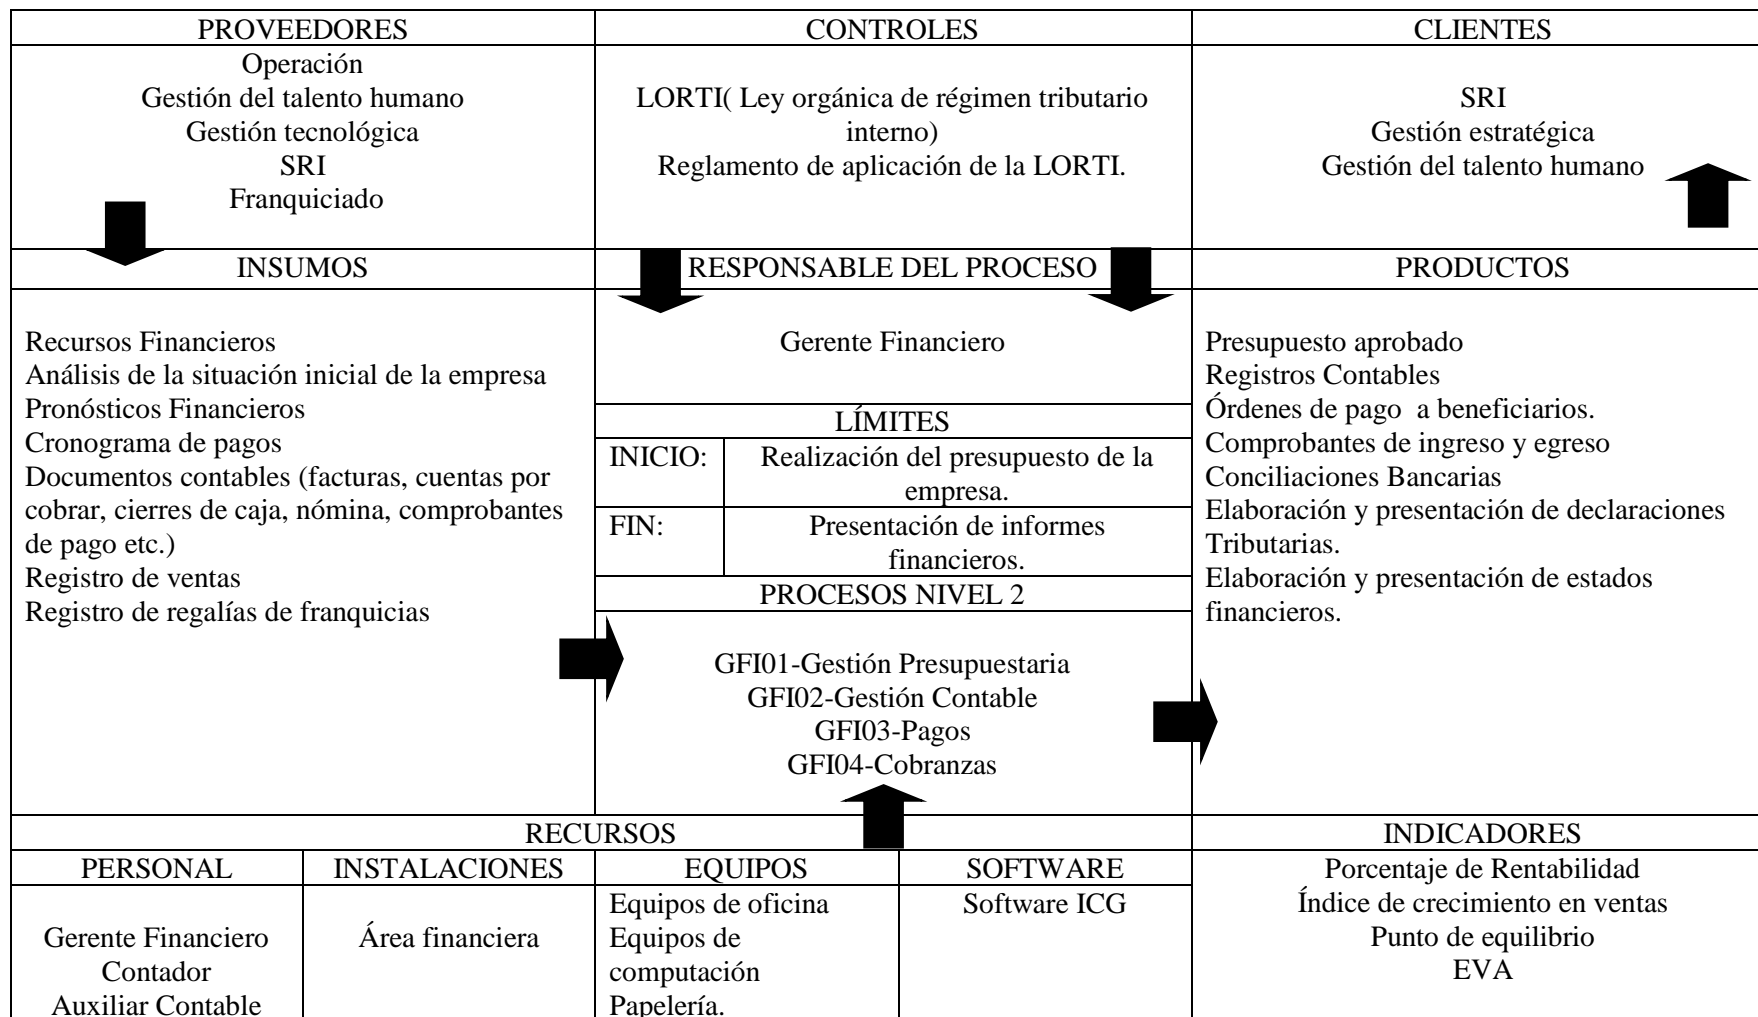 PROVEEDORES
CONTROLES
CLIENTES
Operación
Gestión del talento humano
Gestión tecnológica
SRI
Franquiciado
LORTI( Ley orgánica de régimen tributario
interno)
Reglamento de aplicación de la LORTI.
SRI
Gestión estratégica
Gestión del talento humano
INSUMOS
RESPONSABLE DEL PROCESO
PRODUCTOS
Recursos Financieros
Análisis de la situación inicial de la empresa
Pronósticos Financieros
Cronograma de pagos
Documentos contables (facturas, cuentas por
cobrar, cierres de caja, nómina, comprobantes
de pago etc.)
Registro de ventas
Registro de regalías de franquicias
Gerente Financiero
LÍMITES
INICIO:
Realización del presupuesto de la
empresa.
FIN:
Presentación de informes
financieros.
PROCESOS NIVEL 2
GFI01-Gestión Presupuestaria
GFI02-Gestión Contable
GFI03-Pagos
GFI04-Cobranzas
Presupuesto aprobado
Registros Contables
Órdenes de pago  a beneficiarios.
Comprobantes de ingreso y egreso
Conciliaciones Bancarias
Elaboración y presentación de declaraciones
Tributarias.
Elaboración y presentación de estados
financieros.
RECURSOS
INDICADORES
PERSONAL
INSTALACIONES
EQUIPOS
SOFTWARE
Gerente Financiero
Contador
Auxiliar Contable
Área financiera
Equipos de oficina
Equipos de
computación
Papelería.
Software ICG
Porcentaje de Rentabilidad
Índice de crecimiento en ventas
Punto de equilibrio
EVA